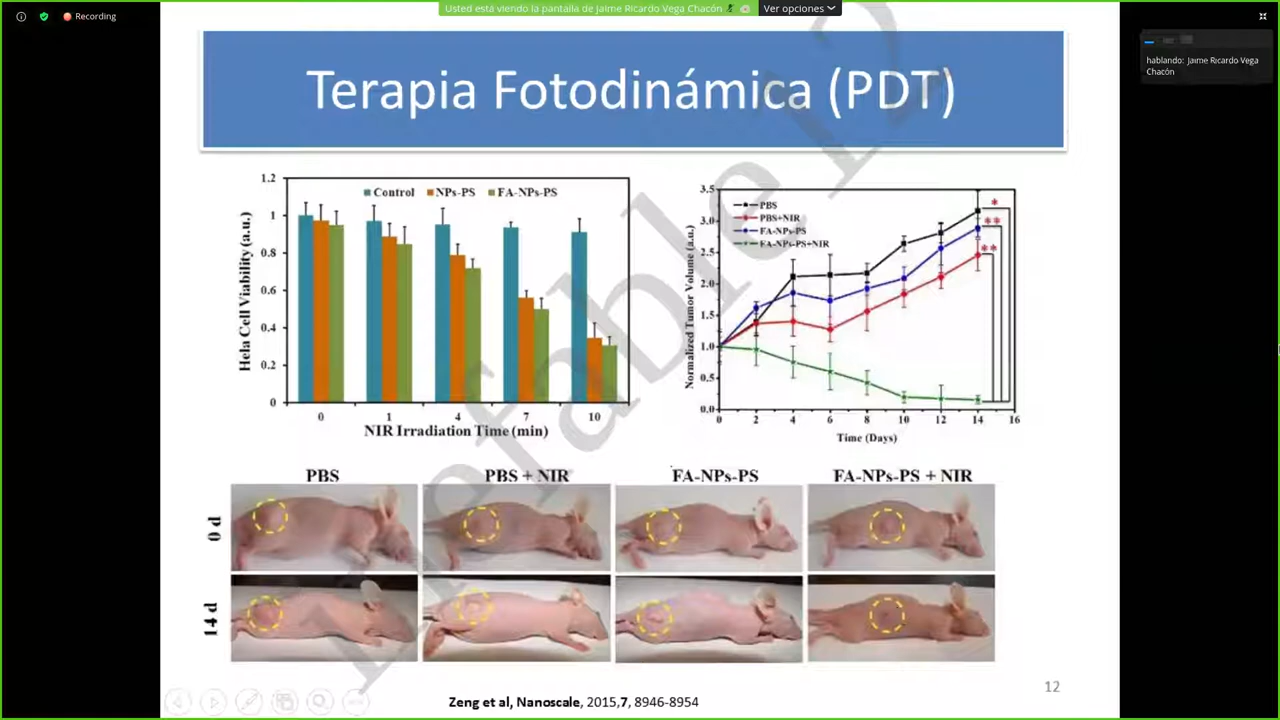 Recording
Usted está viendo la pantalla de Jaime Ricardo Vega Chacón
Ver opciones
hablando: Jaime Ricardo Vega
Chacón
Terapia Fotodinámica (PDT)
Control NPs-PS FA-NPs-PS
Hela Cell Viability (a.u.)
1.2
1
0.8
0.6
0.4
0.2
0
0 1 4 7 10
NIR Irradiation Time (min)
PBS
PBS+NIR
FA-NPs-PS
FA-NPs-PS+NIR
Normalized Tumor Volume (a.u.)
3.5
3.0
2.5
2.0
1.5
1.0
0.5
0.0
0 2 4 6 8 10 12 14 16
Time (Days)
*
**
**
PBS PBS + NIR FA-NPs-PS FA-NPs-PS + NIR
0 d
14 d
Zeng et al, Nanoscale, 2015,7, 8946-8954
12